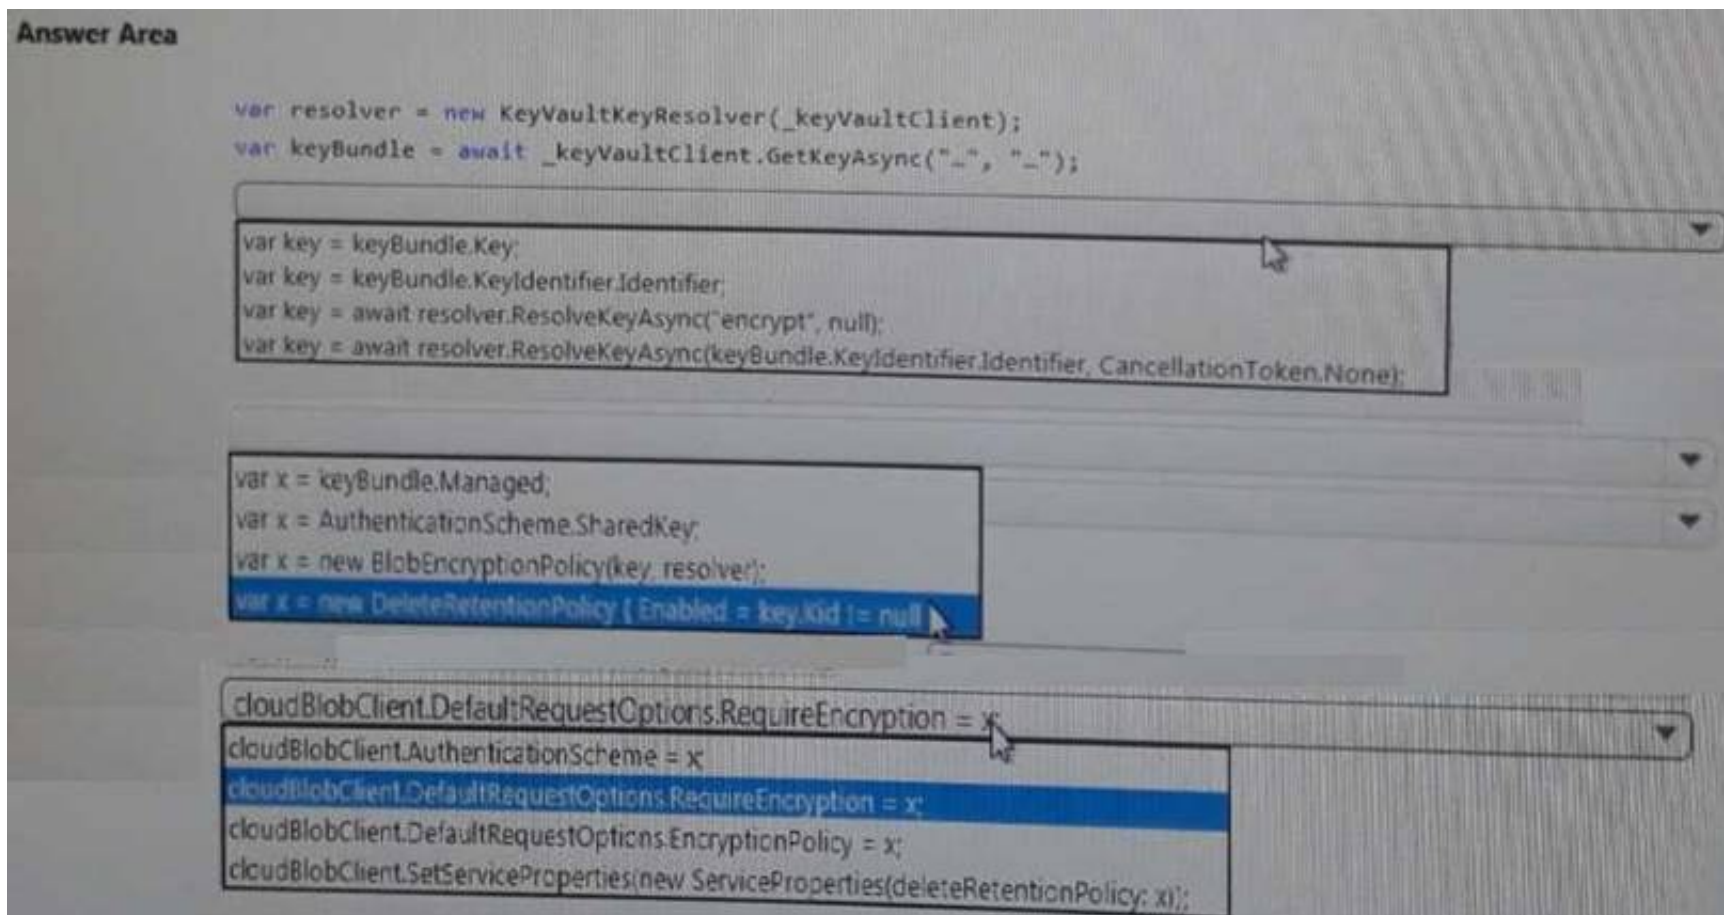 Answer Area
var resolver = new KeyVaultKeyResolver(_keyVaultClient);
var keyBundle = await _keyVaultClient.GetKeyAsync("…", "…");
var key = keyBundle.Key;
var key = keyBundle.KeyIdentifier.Identifier;
var key = await resolver.ResolveKeyAsync("encrypt", null);
var key = await resolver.ResolveKeyAsync(keyBundle.KeyIdentifier.Identifier, CancellationToken.None);
var x = keyBundle.Managed;
var x = AuthenticationScheme.SharedKey;
var x = new BlobEncryptionPolicy(key, resolver);
var x = new DeleteRetentionPolicy { Enabled = key.Kid != null
cloudBlobClient.DefaultRequestOptions.RequireEncryption = x;
cloudBlobClient.AuthenticationScheme = x;
cloudBlobClient.DefaultRequestOptions.RequireEncryption = x;
cloudBlobClient.DefaultRequestOptions.EncryptionPolicy = x;
cloudBlobClient.SetServiceProperties(new ServiceProperties(deleteRetentionPolicy: x));